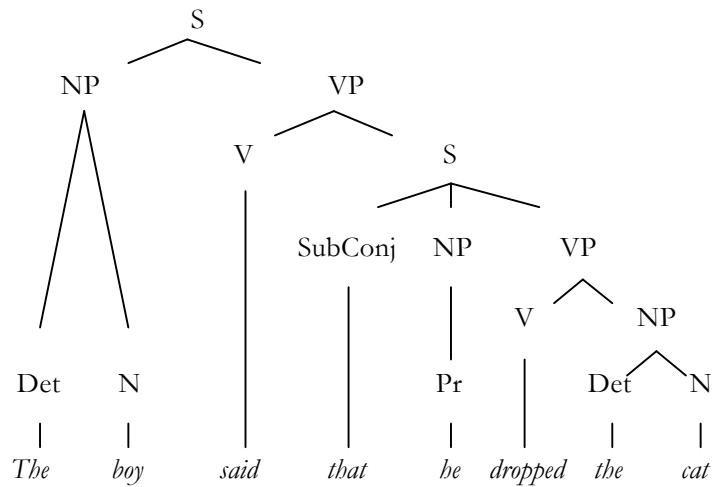 S
NP VP
V S
SubConj NP VP
V NP
Det N Pr Det N
The boy said that he dropped the cat